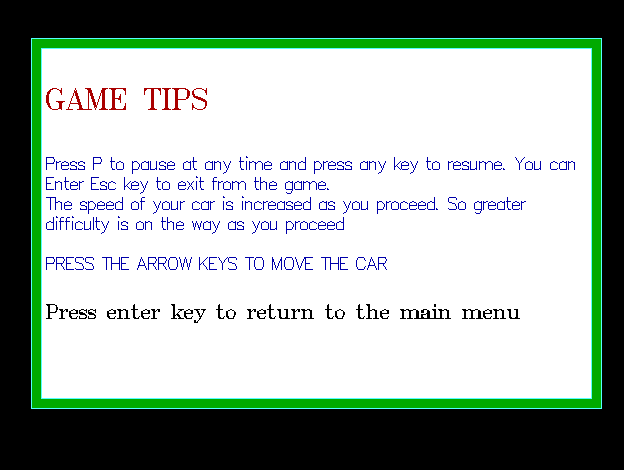 GAME TIPS
Press P to pause at any time and press any key to resume. You can
Enter Esc key to exit from the game.
The speed of your car is increased as you proceed. So greater
difficulty is on the way as you proceed
PRESS THE ARROW KEYS TO MOVE THE CAR
Press enter key to return to the main menu